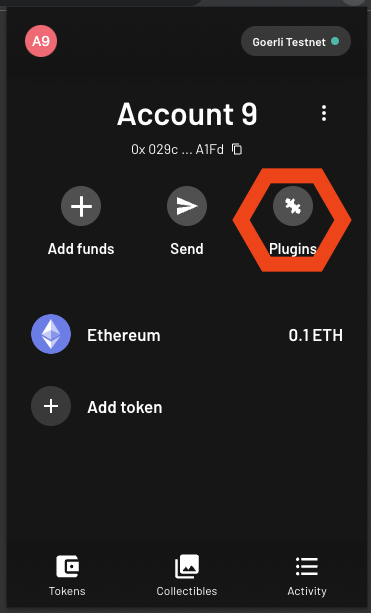 A9
Goerli Testnet
Account 9
0x 029c ... A1Fd
Add funds
Send
Plugins
Ethereum
0.1 ETH
Add token
Tokens
Collectibles
Activity